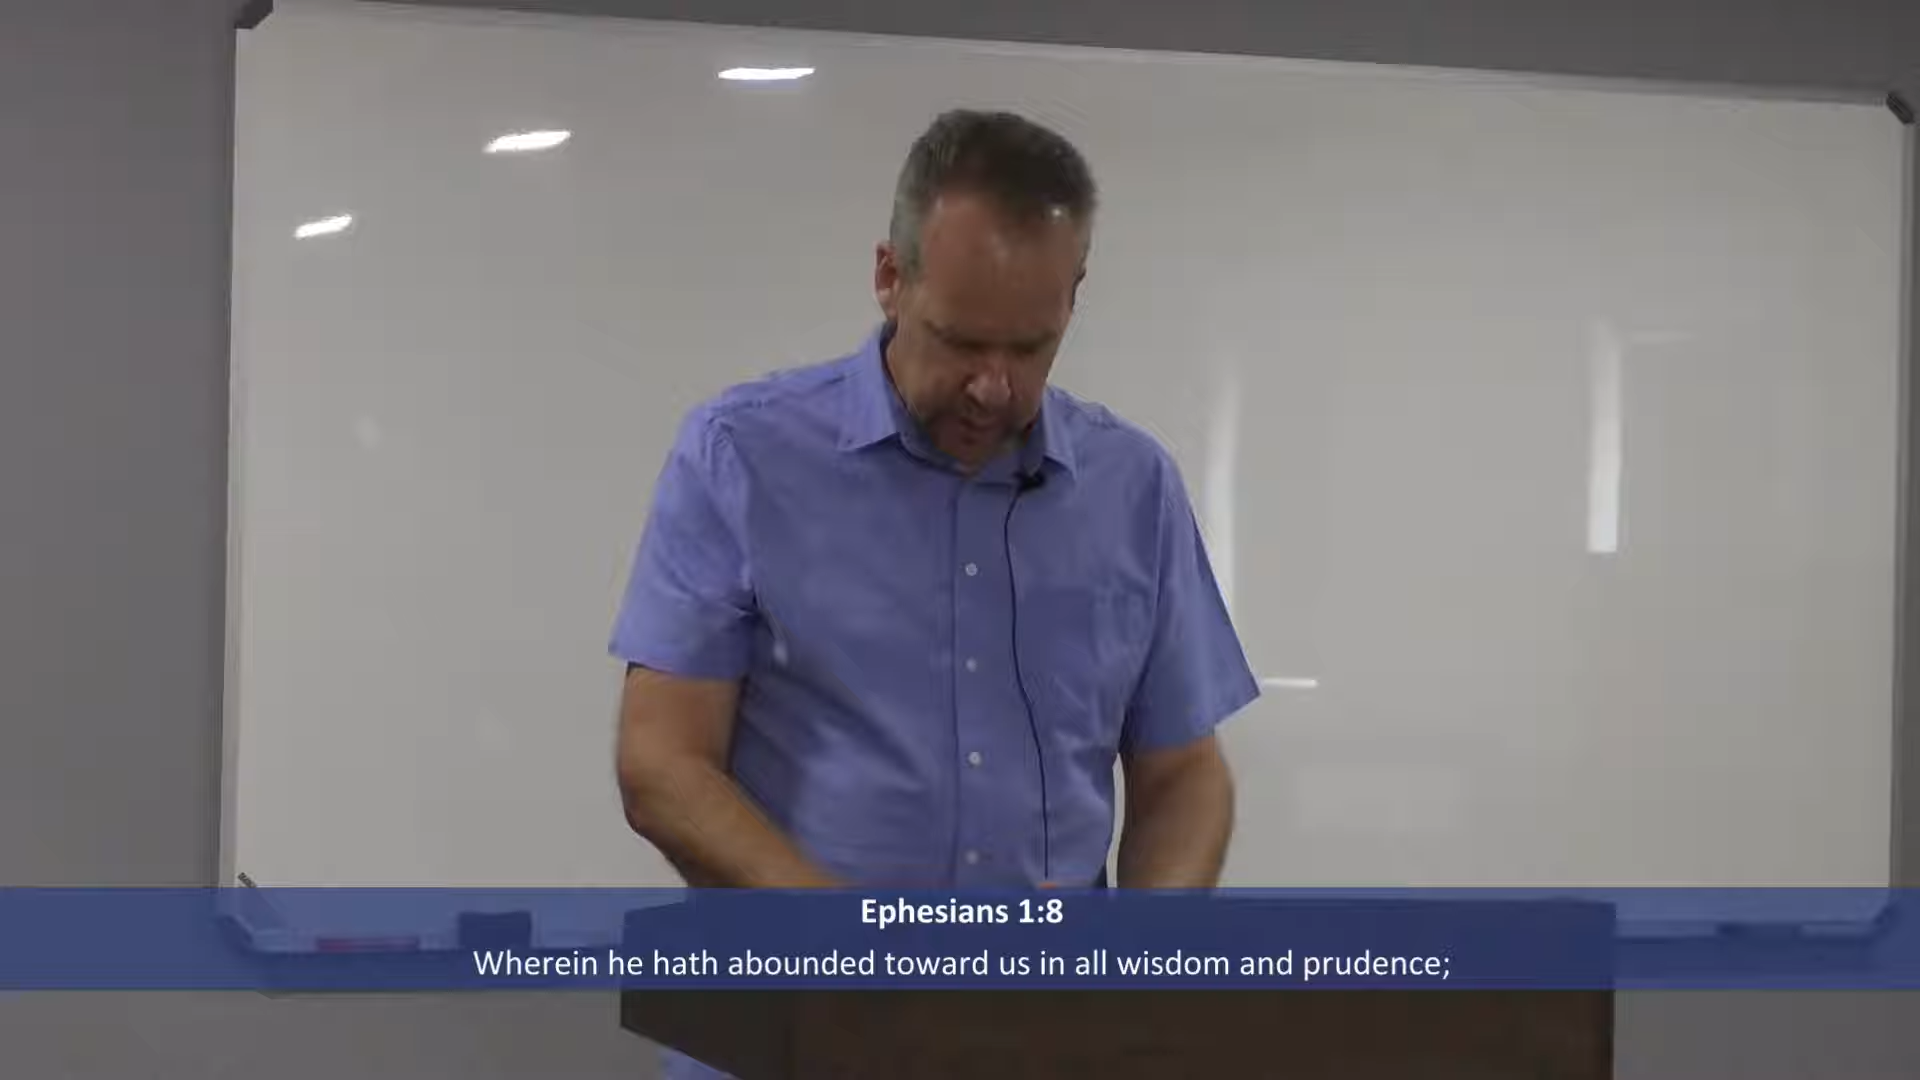 Ephesians 1:8
Wherein he hath abounded toward us in all wisdom and prudence;